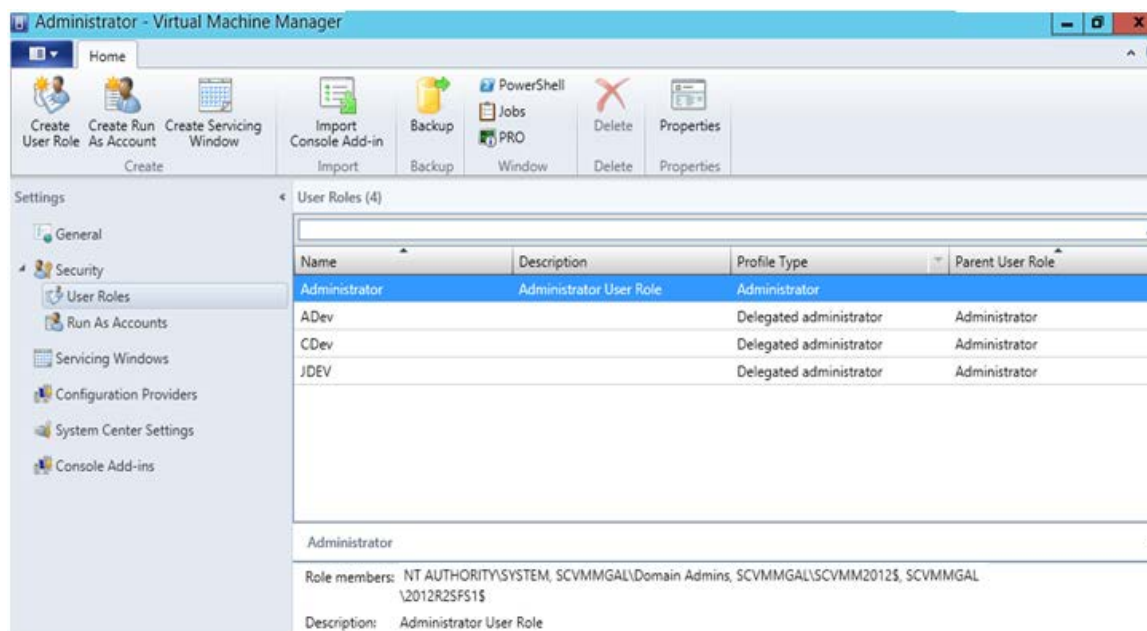 Administrator - Virtual Machine Manager
Home
Create User Role
Create Run As Account
Create Servicing Window
Create
Import Console Add-in
Import
Backup
Backup
PowerShell
Jobs
PRO
Window
Delete
Delete
Properties
Properties
Settings
General
Security
User Roles
Run As Accounts
Servicing Windows
Configuration Providers
System Center Settings
Console Add-ins
User Roles (4)
Name Description Profile Type Parent User Role
Administrator Administrator User Role Administrator
ADev Delegated administrator Administrator
CDev Delegated administrator Administrator
JDEV Delegated administrator Administrator
Administrator
Role members: NT AUTHORITY\SYSTEM, SCVMMGAL\Domain Admins, SCVMMGAL\SCVMM2012$, SCVMMGAL
\2012R2SFS1$
Description: Administrator User Role